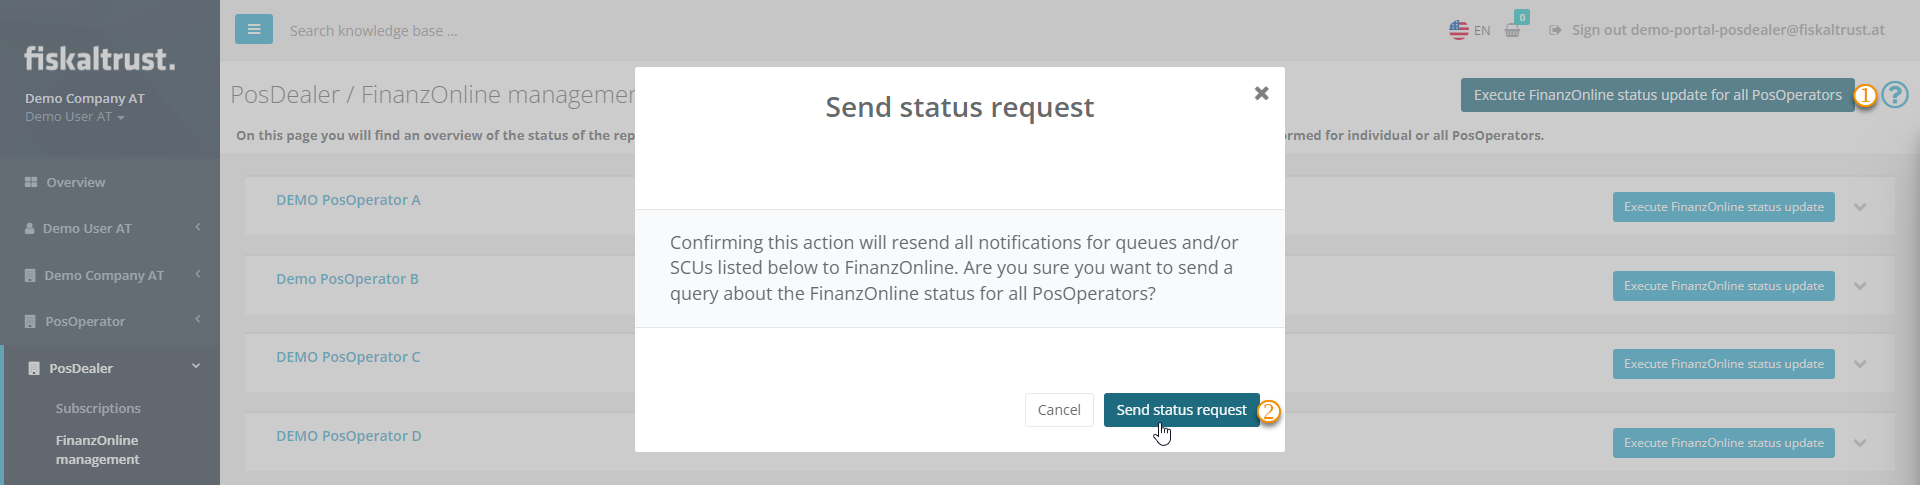 fiskaltrust.
Demo Company AT
Demo User AT
Overview
Demo User AT
Demo Company AT
PosOperator
PosDealer
Subscriptions
FinanzOnline
management
Search knowledge base ...
EN
0
Sign out demo-portal-posdealer@fiskaltrust.at
PosDealer / FinanzOnline managemen
Execute FinanzOnline status update for all PosOperators
1
?
On this page you will find an overview of the status of the rep
ormed for individual or all PosOperators.
DEMO PosOperator A
Execute FinanzOnline status update
Demo PosOperator B
Execute FinanzOnline status update
DEMO PosOperator C
Execute FinanzOnline status update
DEMO PosOperator D
Execute FinanzOnline status update
Send status request
Confirming this action will resend all notifications for queues and/or
SCUs listed below to FinanzOnline. Are you sure you want to send a
query about the FinanzOnline status for all PosOperators?
Cancel
Send status request
2